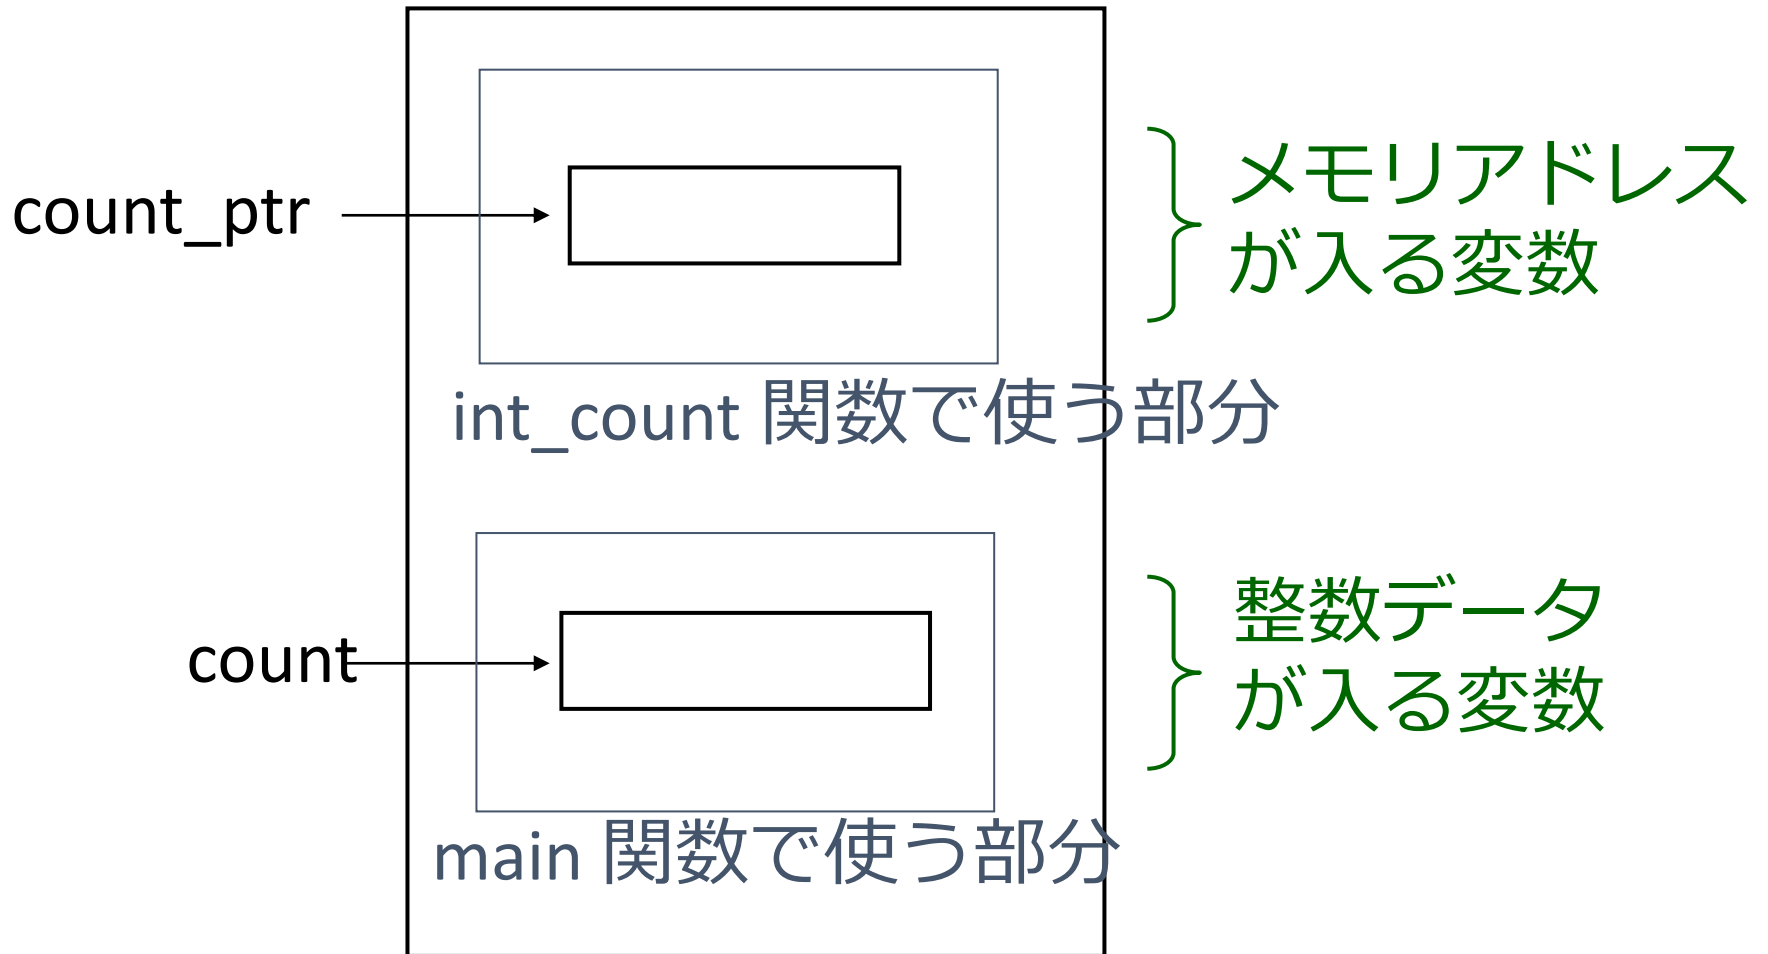 count_ptr
メモリアドレス
が入る変数
int_count 関数で使う部分
count
整数データ
が入る変数
main 関数で使う部分